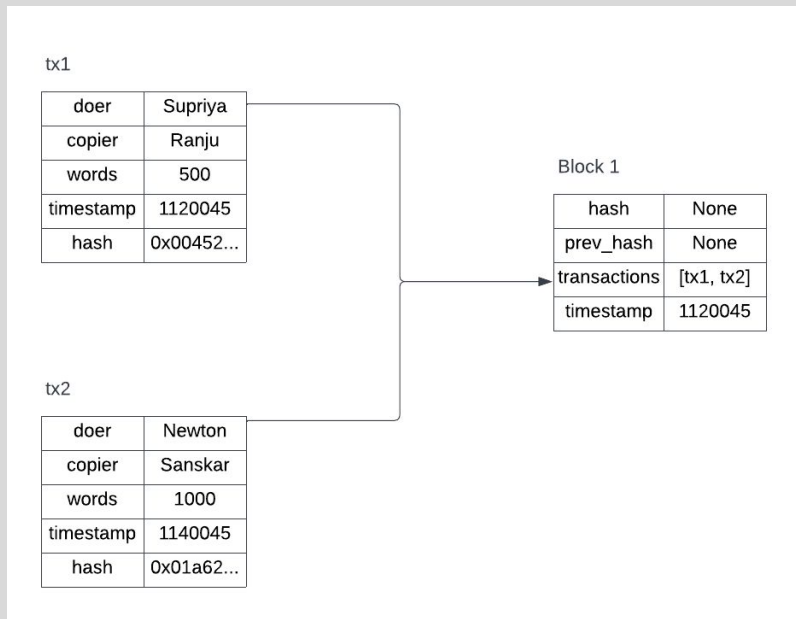 tx1
doer Supriya
copier Ranju
words 500
timestamp 1120045
hash 0x00452...
Block 1
hash None
prev_hash None
transactions [tx1, tx2]
timestamp 1120045
tx2
doer Newton
copier Sanskar
words 1000
timestamp 1140045
hash 0x01a62...